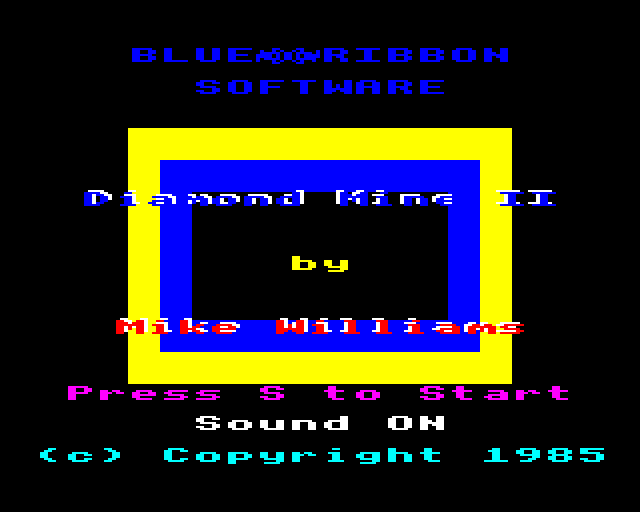 BLUE RIBBON
SOFTWARE
Diamond Mine II
by
Mike Williams
Press S to Start
Sound ON
(c) Copyright 1985